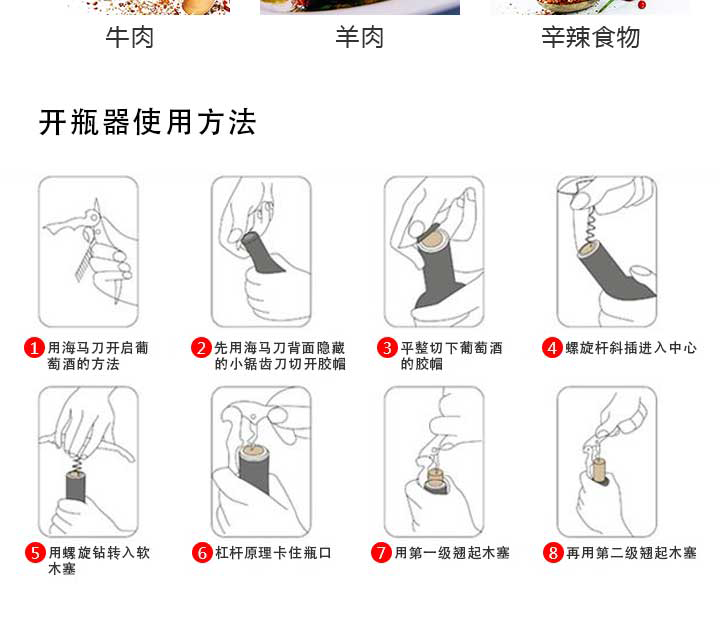 牛肉
羊肉
辛辣食物
开瓶器使用方法
1 用海马刀开启葡
萄酒的方法
2 先用海马刀背面隐藏
的小锯齿刀切开胶帽
3 平整切下葡萄酒
的胶帽
4 螺旋杆斜插进入中心
5 用螺旋钻转入软
木塞
6 杠杆原理卡住瓶口
7 用第一级翘起木塞
8 再用第二级翘起木塞